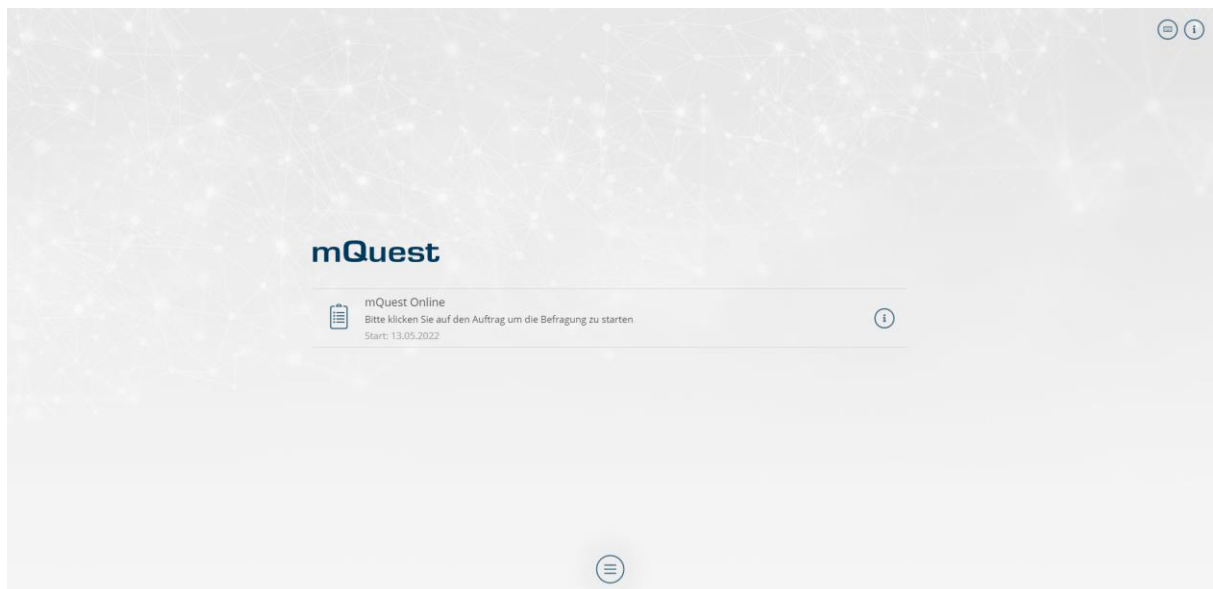 mQuest
mQuest Online
Bitte klicken Sie auf den Auftrag um die Befragung zu starten
Start: 13.05.2022